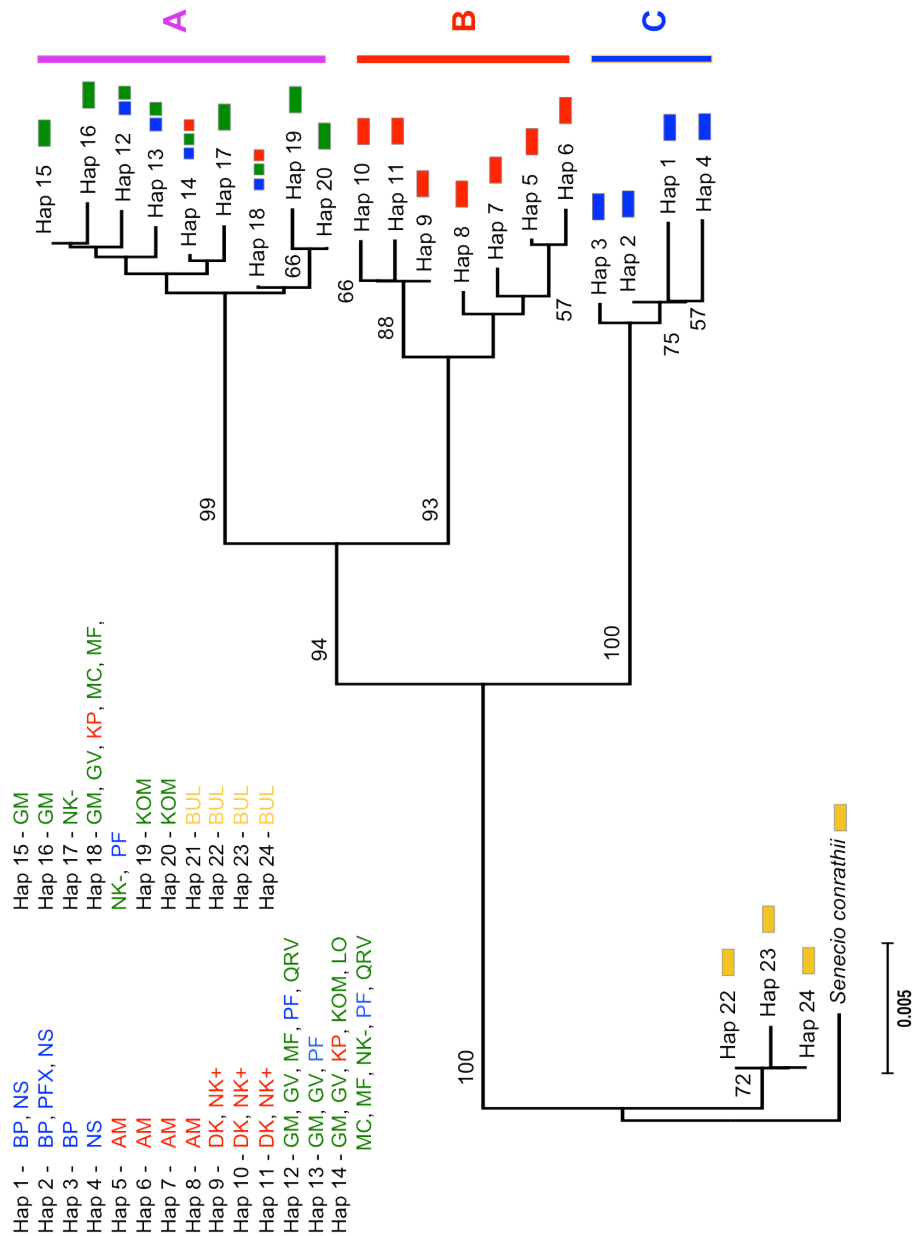 Hap 1 - BP, NS
Hap 2 - BP, PFX, NS
Hap 3 - BP
Hap 4 - NS
Hap 5 - AM
Hap 6 - AM
Hap 7 - AM
Hap 8 - AM
Hap 9 - DK, NK+
Hap 10 - DK, NK+
Hap 11 - DK, NK+
Hap 12 - GM, GV, MF, PF, QRV
Hap 13 - GM, GV, PF
Hap 14 - GM, GV, KP, KOM, LO
MC, MF, NK-, PF, QRV
Hap 15 - GM
Hap 16 - GM
Hap 17 - NK-
Hap 18 - GM, GV, KP, MC, MF,
NK-, PF
Hap 19 - KOM
Hap 20 - KOM
Hap 21 - BUL
Hap 22 - BUL
Hap 23 - BUL
Hap 24 - BUL
Hap 15
Hap 16
Hap 12
Hap 13
Hap 14
Hap 17
Hap 18
66
Hap 19
Hap 20
A
99
Hap 10
66
Hap 11
88
Hap 9
Hap 8
Hap 7
Hap 5
Hap 6
57
B
93
94
Hap 3
Hap 2
Hap 1
75
Hap 4
57
C
100
100
Hap 22
72
Hap 23
Hap 24
Senecio conrathii
0.005